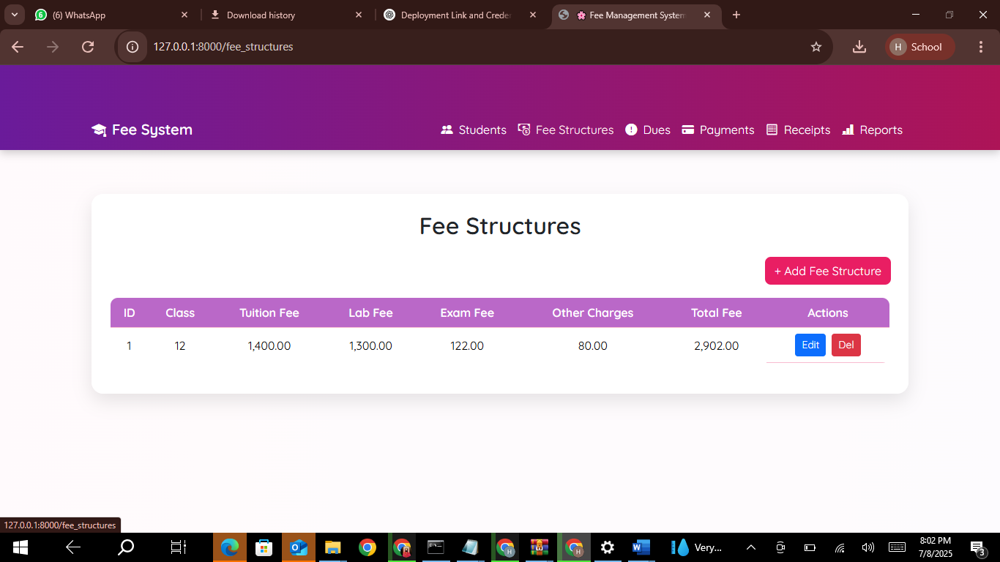 (6) WhatsApp
Download history
Deployment Link and Creder
Fee Management System
127.0.0.1:8000/fee_structures
H School
Fee System
Students Fee Structures Dues Payments Receipts Reports
Fee Structures
+ Add Fee Structure
ID Class Tuition Fee Lab Fee Exam Fee Other Charges Total Fee Actions
1 12 1,400.00 1,300.00 122.00 80.00 2,902.00 Edit Del
127.0.0.1:8000/fee_structures
Very...
8:02 PM
7/8/2025
3